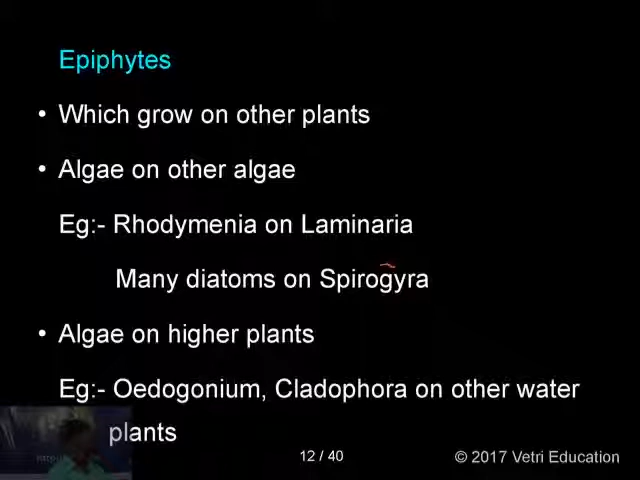 Epiphytes
• Which grow on other plants
• Algae on other algae
Eg:- Rhodymenia on Laminaria
Many diatoms on Spirogyra
• Algae on higher plants
Eg:- Oedogonium, Cladophora on other water
plants
12 / 40
© 2017 Vetri Education